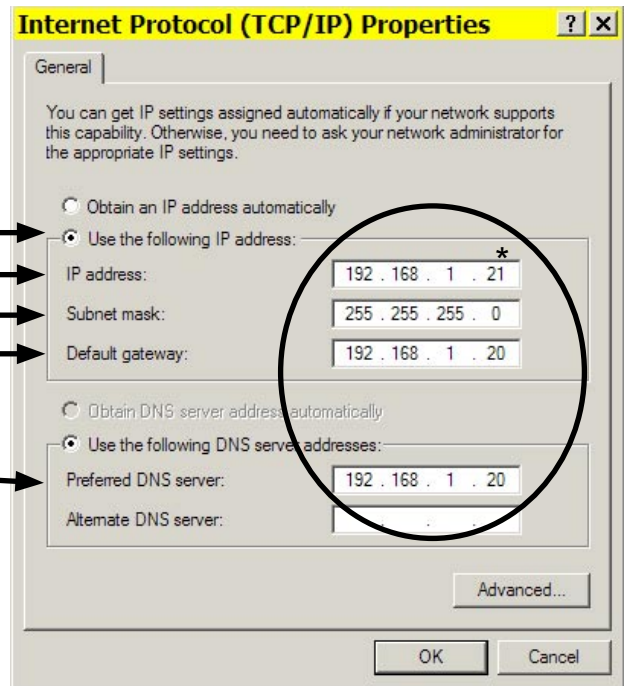 Internet Protocol (TCP/IP) Properties ? X
General
You can get IP settings assigned automatically if your network supports
this capability. Otherwise, you need to ask your network administrator for
the appropriate IP settings.
Obtain an IP address automatically
Use the following IP address:
*
IP address: 192 . 168 . 1 . 21
Subnet mask: 255 . 255 . 255 . 0
Default gateway: 192 . 168 . 1 . 20
Obtain DNS server address automatically
Use the following DNS server addresses:
Preferred DNS server: 192 . 168 . 1 . 20
Alternate DNS server: . . .
Advanced...
OK Cancel